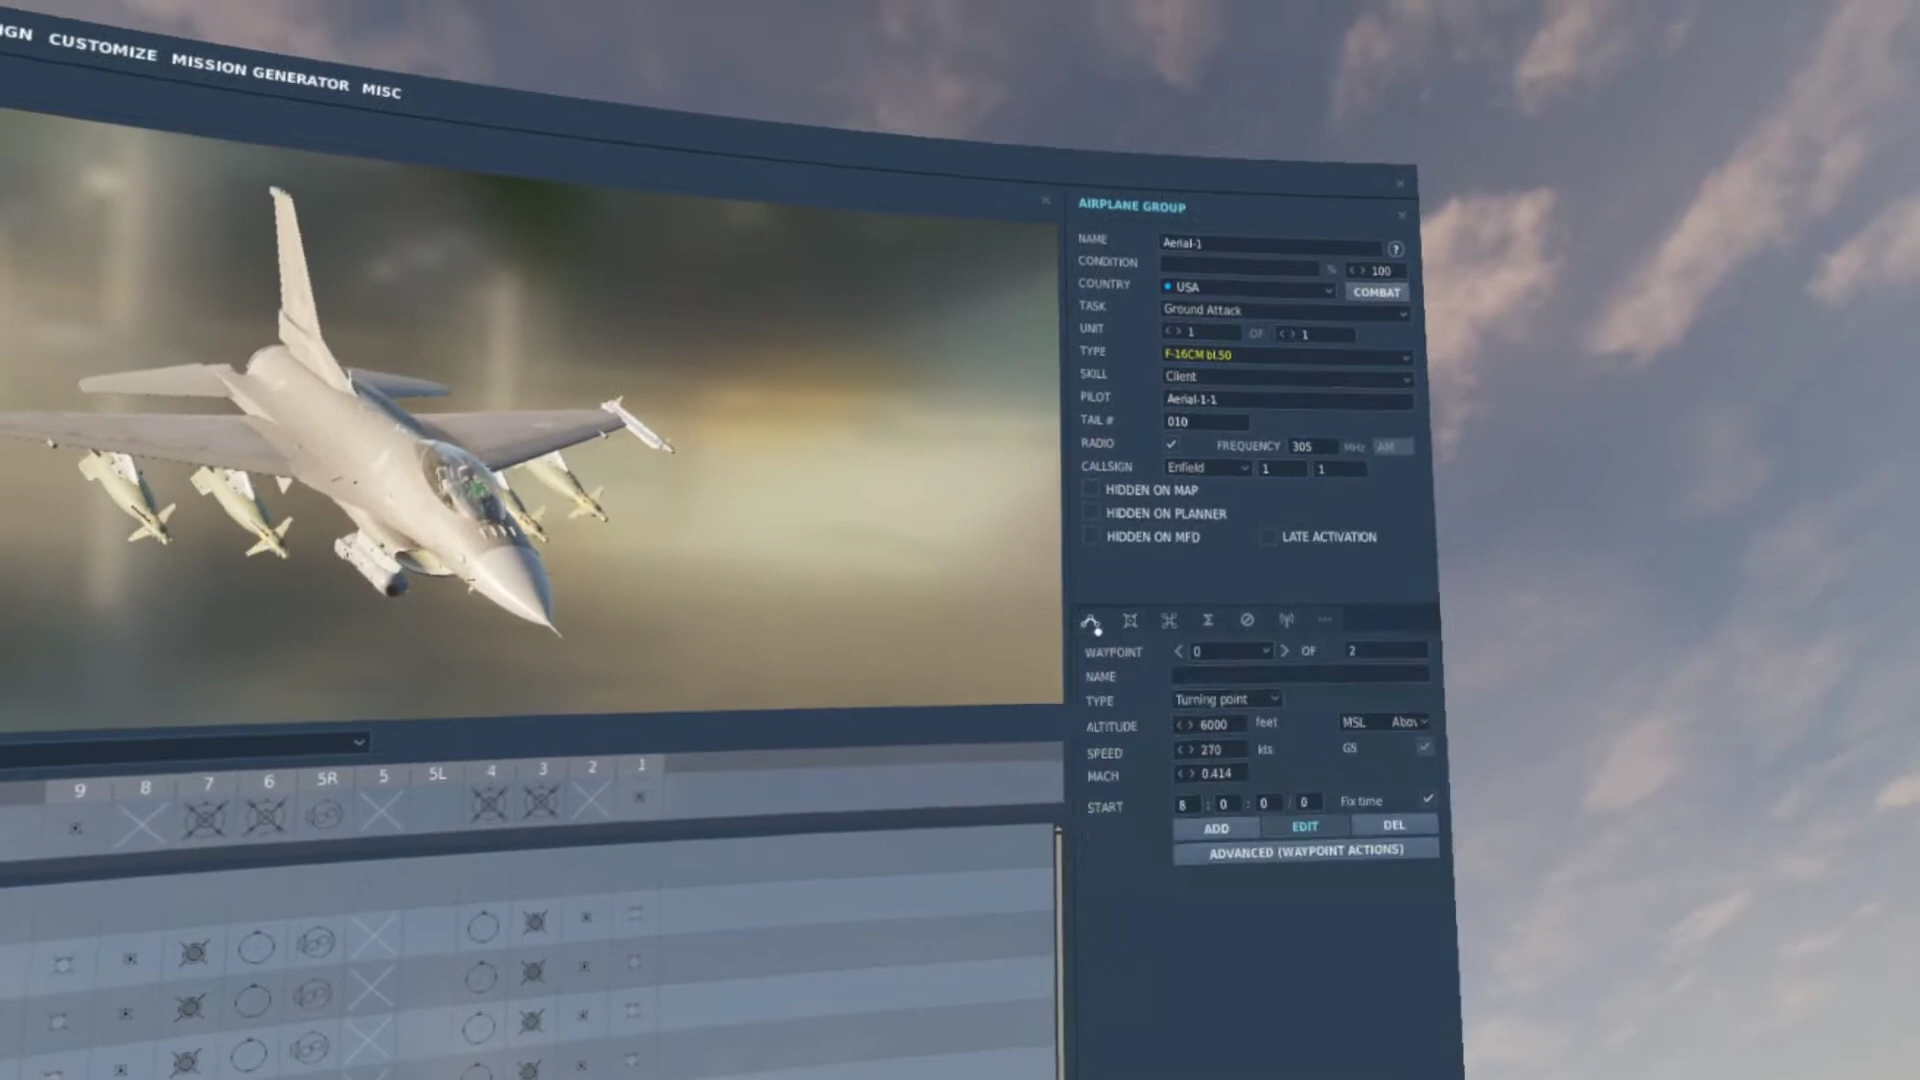 CUSTOMIZE MISSION GENERATOR MISC
AIRPLANE GROUP
NAME Aerial-1 ?
CONDITION % <> 100
COUNTRY USA COMBAT
TASK Ground Attack
UNIT <> 1 OF <> 1
TYPE F-16CM bl.50
SKILL Client
PILOT Aerial-1-1
TAIL # 010
RADIO FREQUENCY 305 MHz AM
CALLSIGN Enfield 1 1
HIDDEN ON MAP
HIDDEN ON PLANNER
HIDDEN ON MFD LATE ACTIVATION
WAYPOINT < 0 > OF 2
NAME
TYPE Turning point
ALTITUDE <> 6000 feet MSL
SPEED <> 270 kts GS
MACH <> 0.414
START 8 : 0 : 0 / 0 Fix time
ADD EDIT DEL
ADVANCED (WAYPOINT ACTIONS)
9 8 7 6 5R 5 5L 4 3 2 1